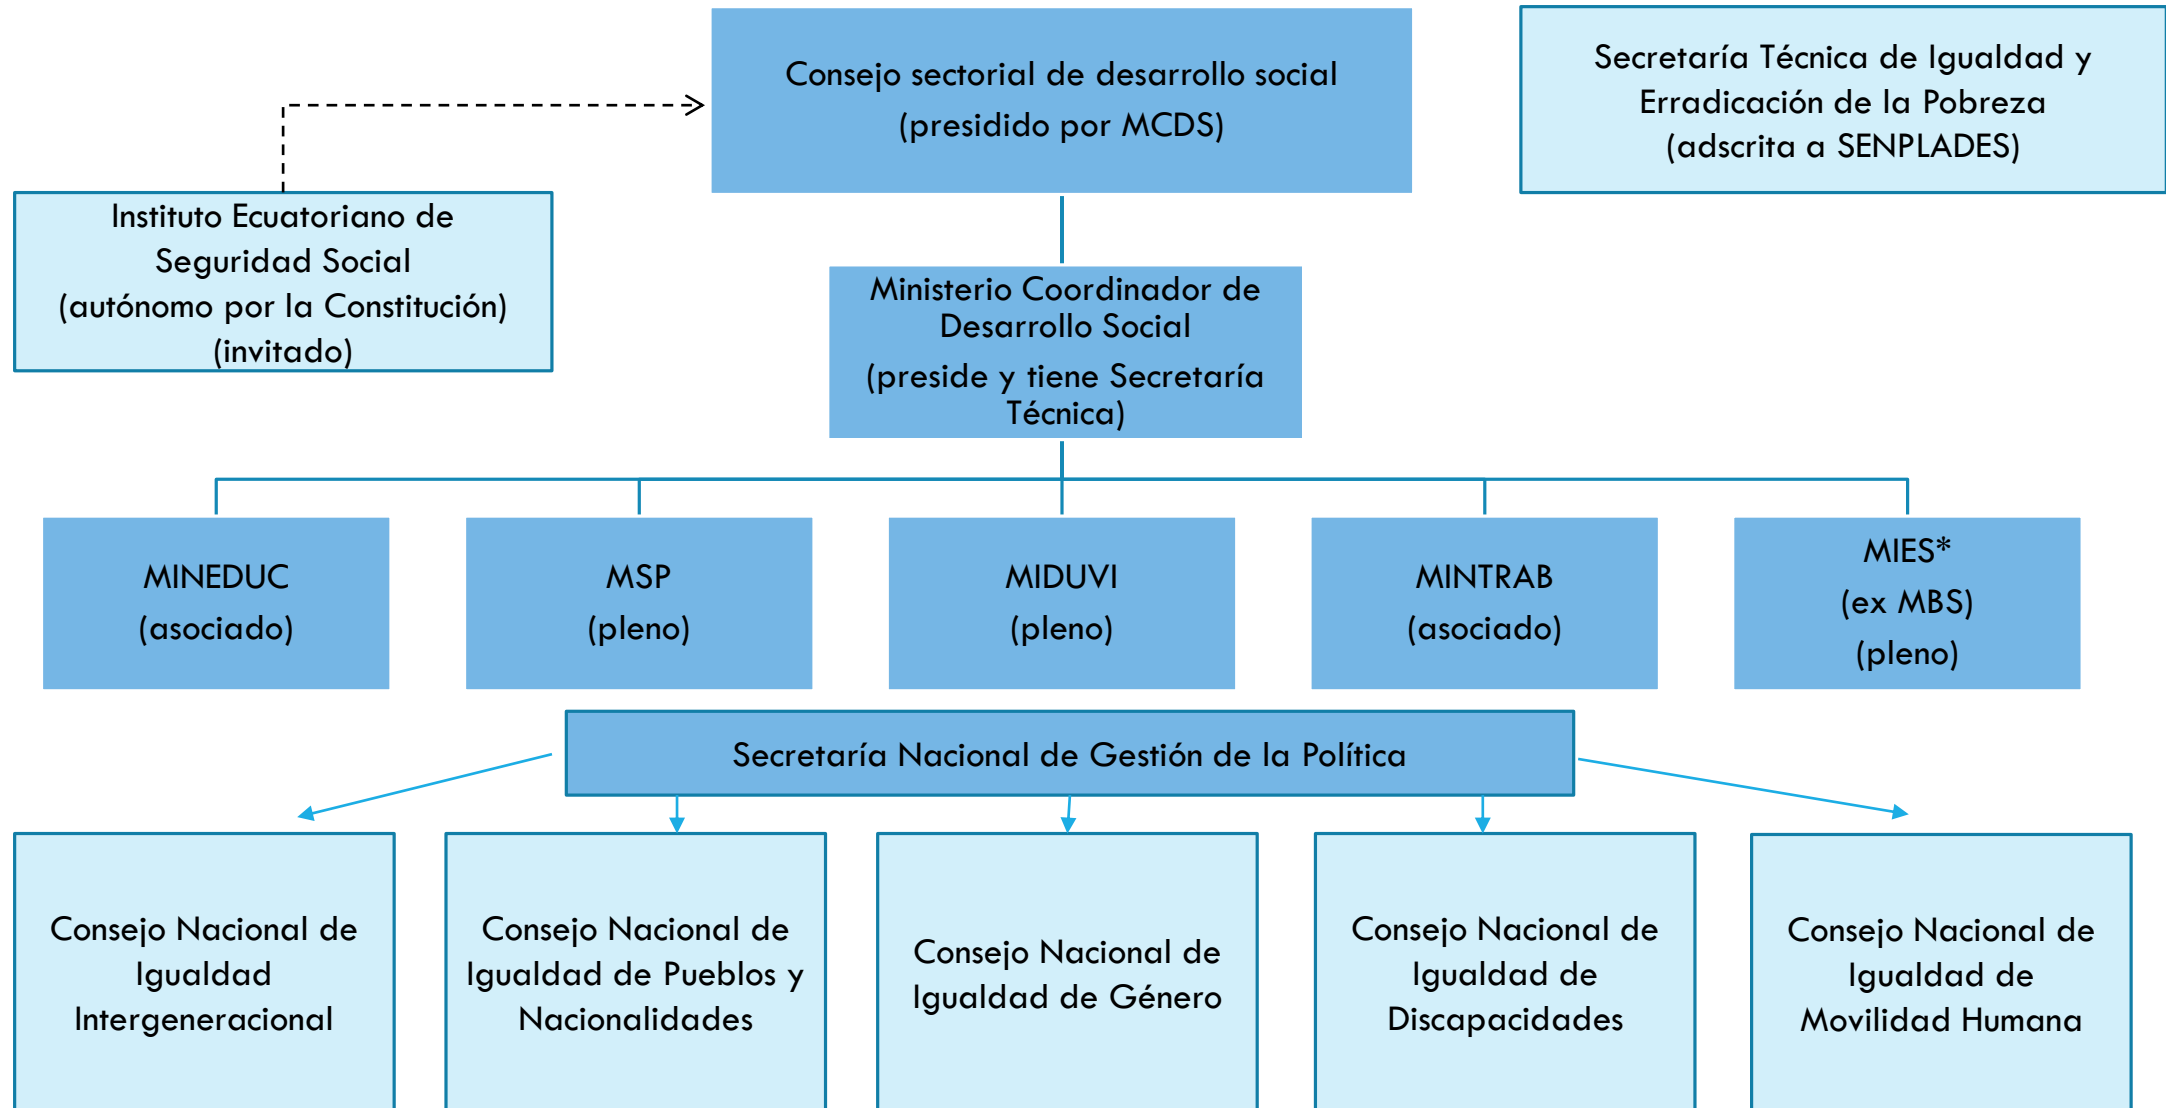 Consejo sectorial de desarrollo social
(presidido por MCDS)
Secretaría Técnica de Igualdad y
Erradicación de la Pobreza
(adscrita a SENPLADES)
Instituto Ecuatoriano de
Seguridad Social
(autónomo por la Constitución)
(invitado)
Ministerio Coordinador de
Desarrollo Social
(preside y tiene Secretaría
Técnica)
MINEDUC
(asociado)
MSP
(pleno)
MIDUVI
(pleno)
MINTRAB
(asociado)
MIES*
(ex MBS)
(pleno)
Secretaría Nacional de Gestión de la Política
Consejo Nacional de
Igualdad
Intergeneracional
Consejo Nacional de
Igualdad de Pueblos y
Nacionalidades
Consejo Nacional de
Igualdad de Género
Consejo Nacional de
Igualdad de
Discapacidades
Consejo Nacional de
Igualdad de
Movilidad Humana